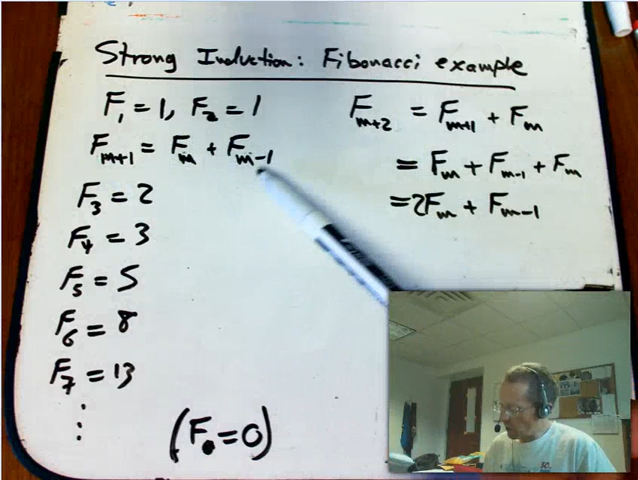 Strong Induction: Fibonacci example
F₁ = 1, F₂ = 1
Fₘ₊₁ = Fₘ + Fₘ₋₁
F₃ = 2
F₄ = 3
F₅ = 5
F₆ = 8
F₇ = 13
⋮
(F₀ = 0)
Fₘ₊₂ = Fₘ₊₁ + Fₘ
= Fₘ + Fₘ₋₁ + Fₘ
= 2Fₘ + Fₘ₋₁